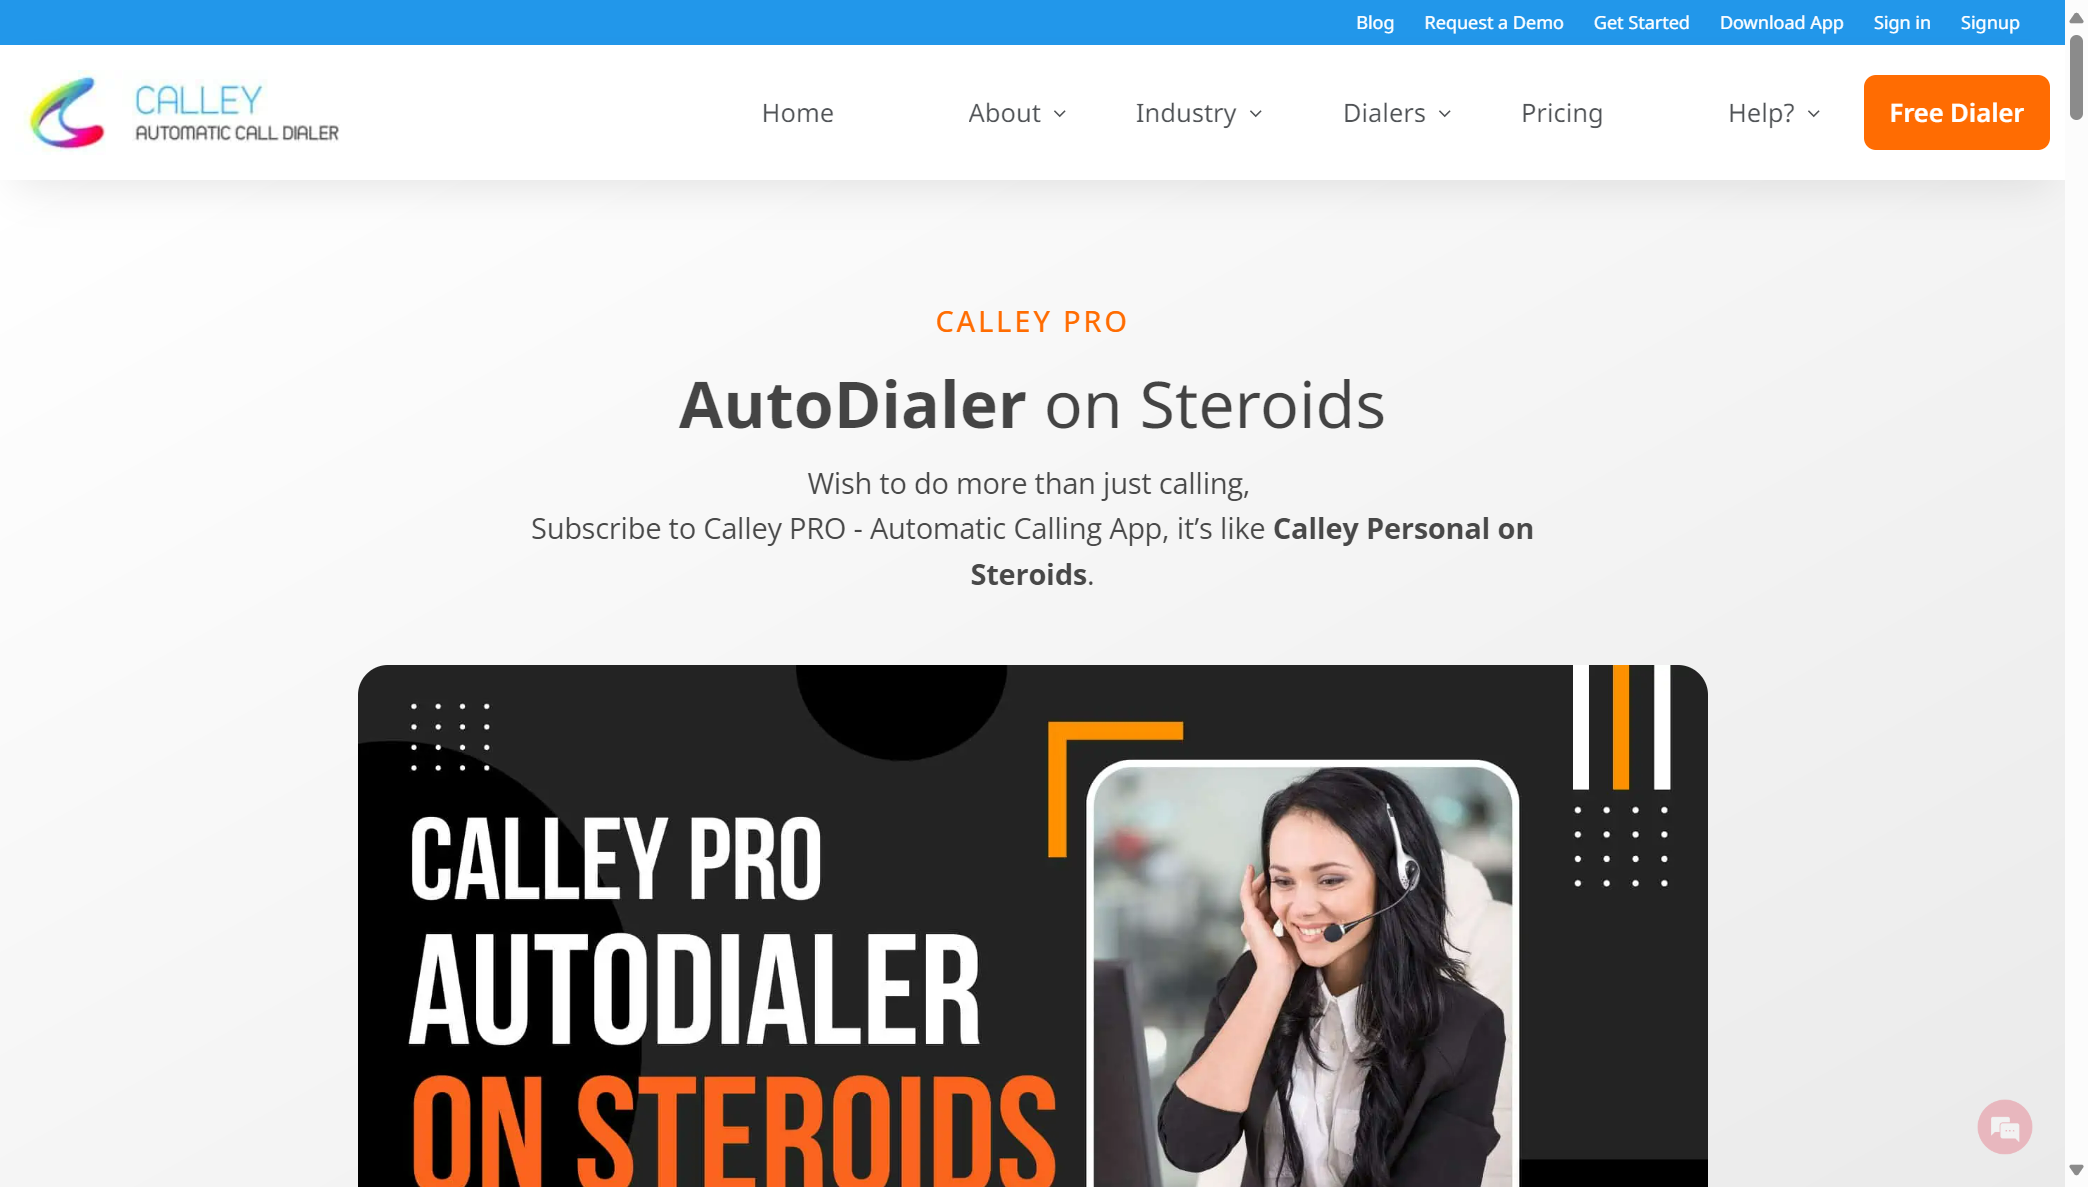 Blog Request a Demo Get Started Download App Sign in Signup
CALLEY
AUTOMATIC CALL DIALER
Home About Industry Dialers Pricing Help? Free Dialer
CALLEY PRO
AutoDialer on Steroids
Wish to do more than just calling,
Subscribe to Calley PRO - Automatic Calling App, it’s like Calley Personal on
Steroids.
CALLEY PRO
AUTODIALER
ON STEROIDS